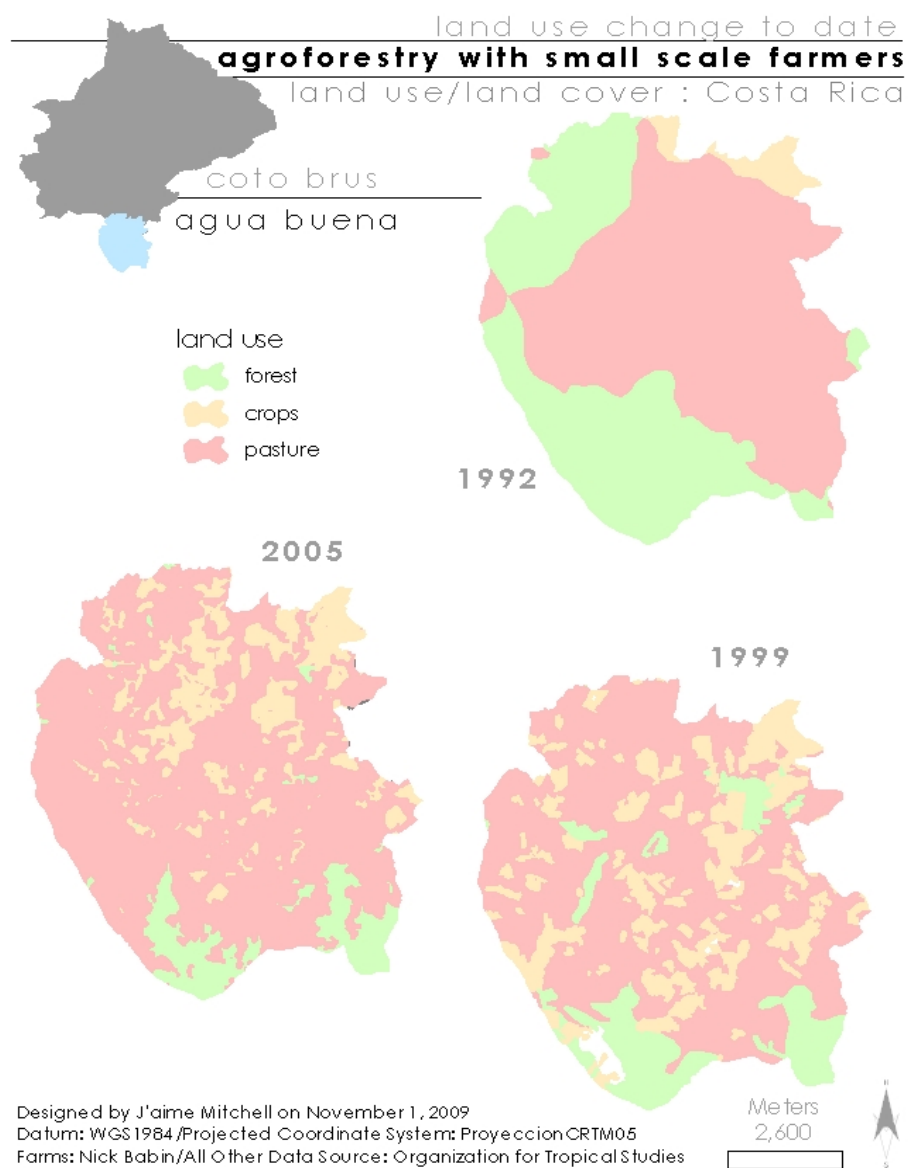 land use change to date
agroforestry with small scale farmers
land use/land cover : Costa Rica
coto brus
agua buena
land use
forest
crops
pasture
1992
2005
1999
Designed by J'aime Mitchell on November 1, 2009
Datum: WGS1984/Projected Coordinate System: ProyeccionCRTM05
Farms: Nick Babin/All Other Data Source: Organization for Tropical Studies
Meters
2,600